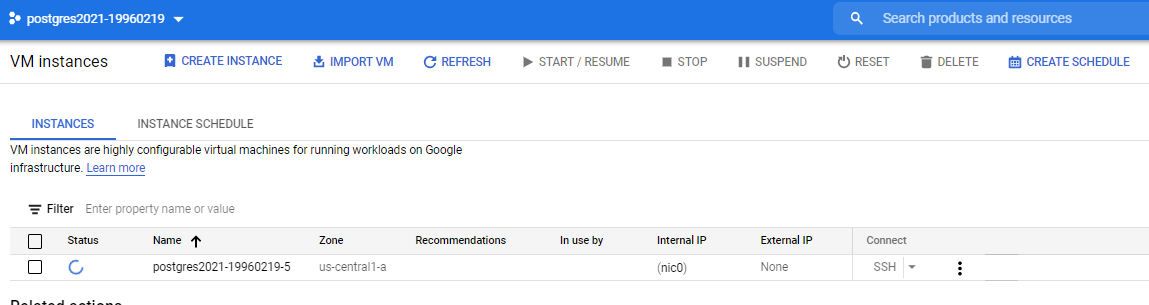 postgres2021-19960219
Search products and resources
VM instances
CREATE INSTANCE
IMPORT VM
REFRESH
START / RESUME
STOP
SUSPEND
RESET
DELETE
CREATE SCHEDULE
INSTANCES
INSTANCE SCHEDULE
VM instances are highly configurable virtual machines for running workloads on Google
infrastructure. Learn more
Filter Enter property name or value
Status Name Zone Recommendations In use by Internal IP External IP Connect
postgres2021-19960219-5 us-central1-a (nic0) None SSH
Related actions